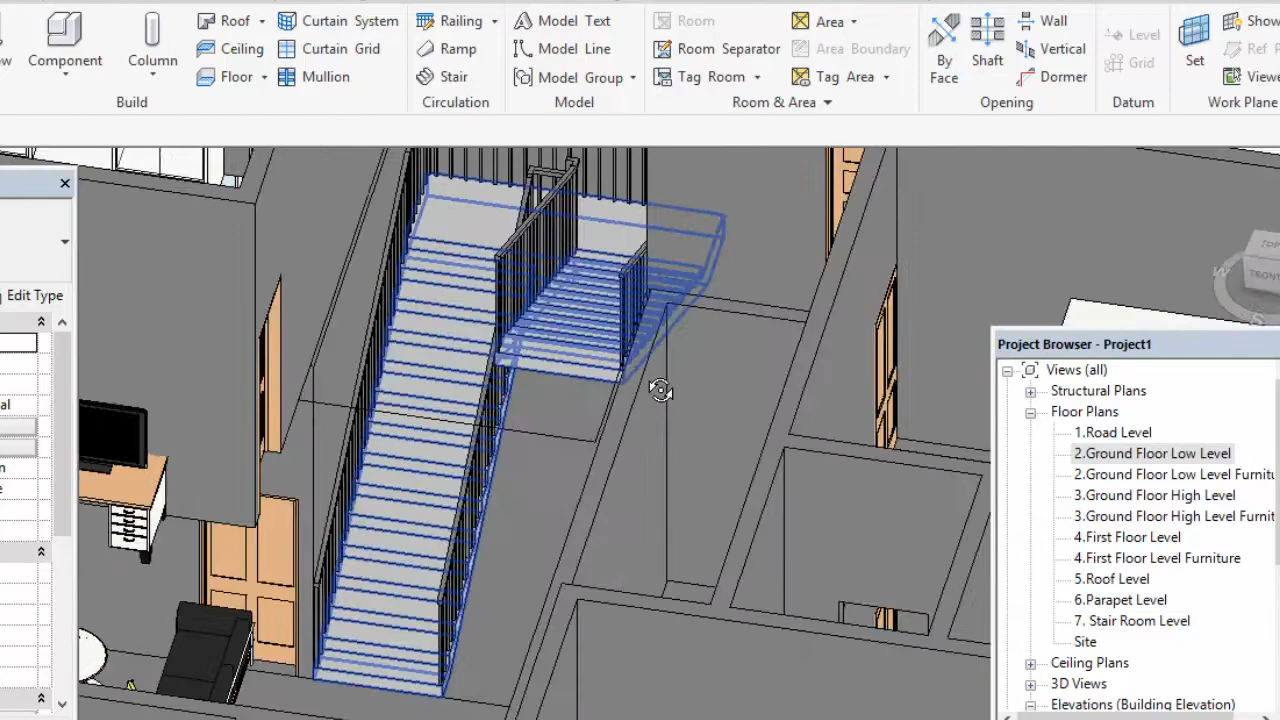 Roof
Curtain System
Railing
Model Text
Room
Area
Wall
Level
Show
Component
Column
Ceiling
Curtain Grid
Ramp
Model Line
Room Separator
Area Boundary
By Face
Shaft
Vertical
Grid
Set
Ref
Floor
Mullion
Stair
Model Group
Tag Room
Tag Area
Dormer
Build
Circulation
Model
Room & Area
Opening
Datum
Work Plane
Edit Type
TOP
FRONT
W
S
Project Browser - Project1
Views (all)
Structural Plans
Floor Plans
1.Road Level
2.Ground Floor Low Level
2.Ground Floor Low Level Furnitu
3.Ground Floor High Level
3.Ground Floor High Level Furnit
4.First Floor Level
4.First Floor Level Furniture
5.Roof Level
6.Parapet Level
7. Stair Room Level
Site
Ceiling Plans
3D Views
Elevations (Building Elevation)